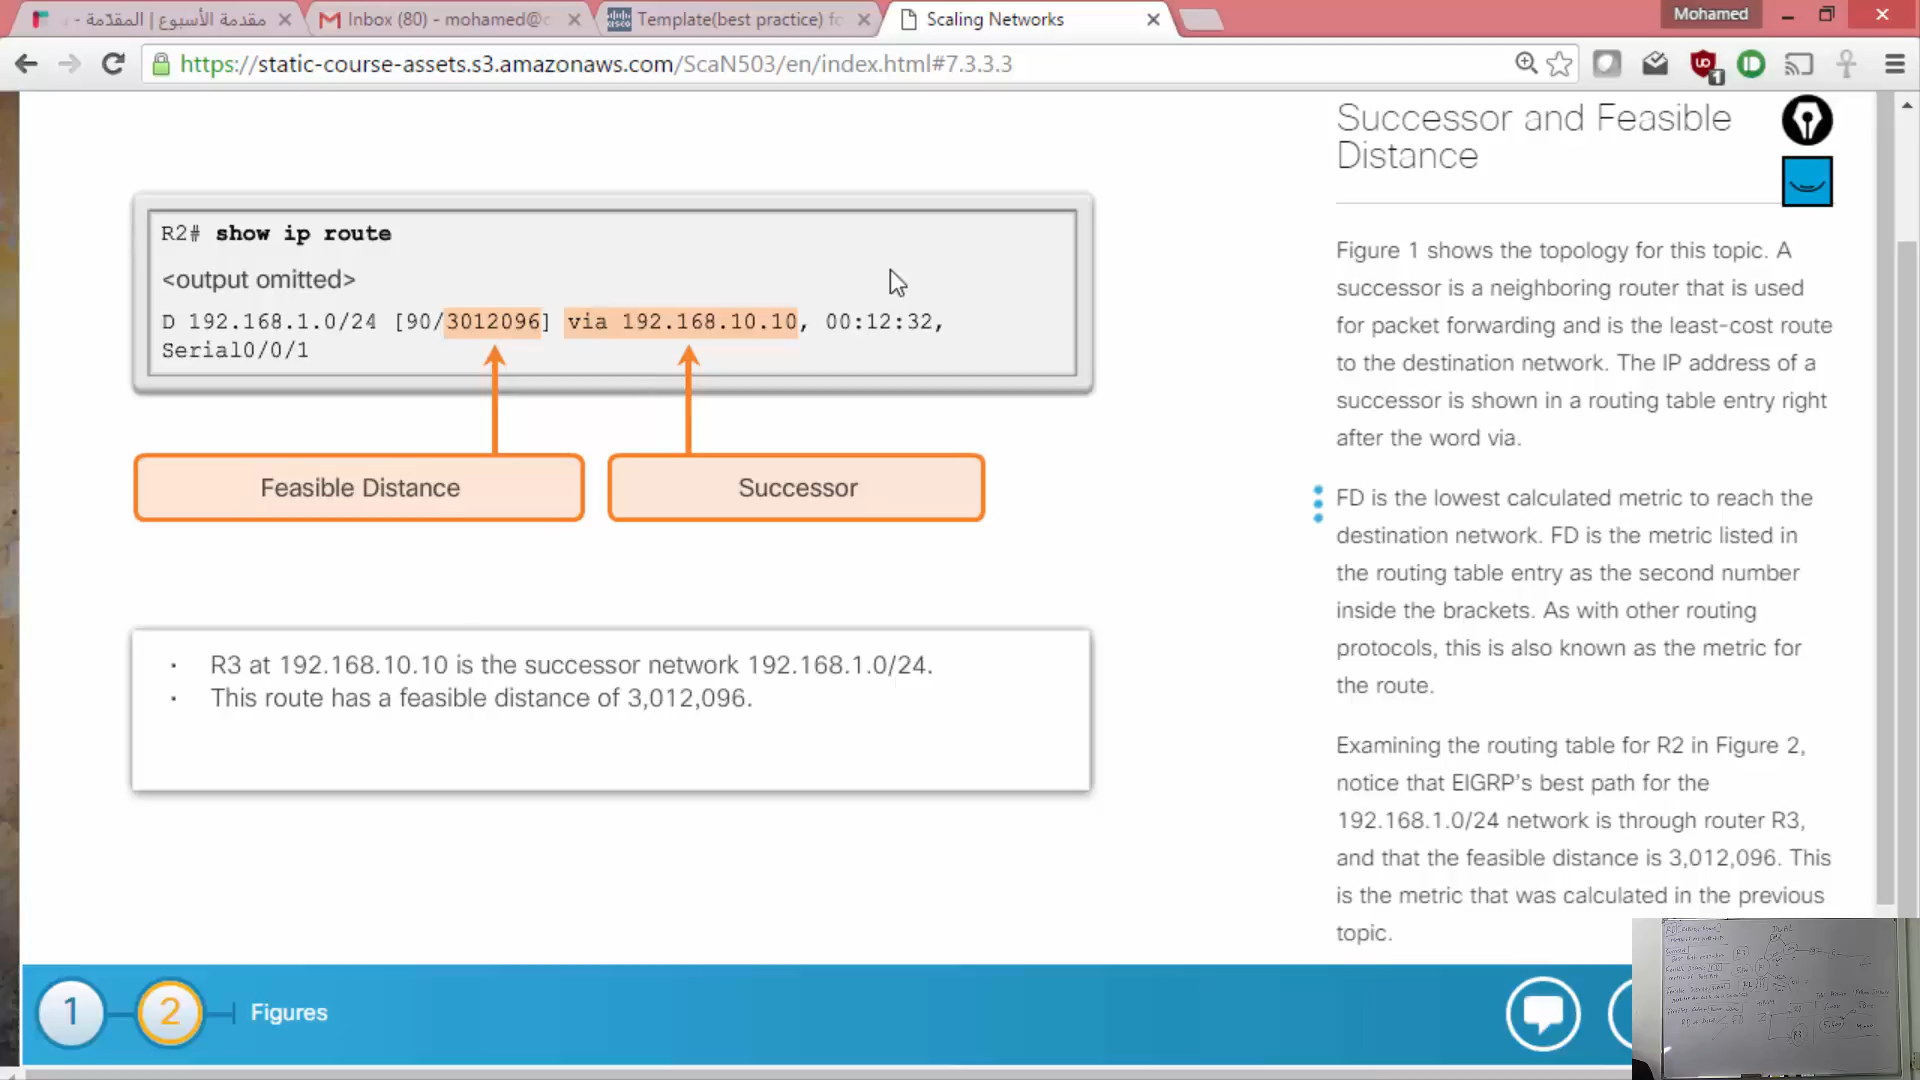 مقدمة الأسبوع | المقدّمة -
Inbox (80) - mohamed@c
Template(best practice) fo
Scaling Networks
Mohamed
https://static-course-assets.s3.amazonaws.com/ScaN503/en/index.html#7.3.3.3
R2# show ip route
<output omitted>
D 192.168.1.0/24 [90/3012096] via 192.168.10.10, 00:12:32,
Serial0/0/1
Feasible Distance
Successor
· R3 at 192.168.10.10 is the successor network 192.168.1.0/24.
· This route has a feasible distance of 3,012,096.
Successor and Feasible
Distance
Figure 1 shows the topology for this topic. A
successor is a neighboring router that is used
for packet forwarding and is the least-cost route
to the destination network. The IP address of a
successor is shown in a routing table entry right
after the word via.
FD is the lowest calculated metric to reach the
destination network. FD is the metric listed in
the routing table entry as the second number
inside the brackets. As with other routing
protocols, this is also known as the metric for
the route.
Examining the routing table for R2 in Figure 2,
notice that EIGRP's best path for the
192.168.1.0/24 network is through router R3,
and that the feasible distance is 3,012,096. This
is the metric that was calculated in the previous
topic.
1
2
Figures